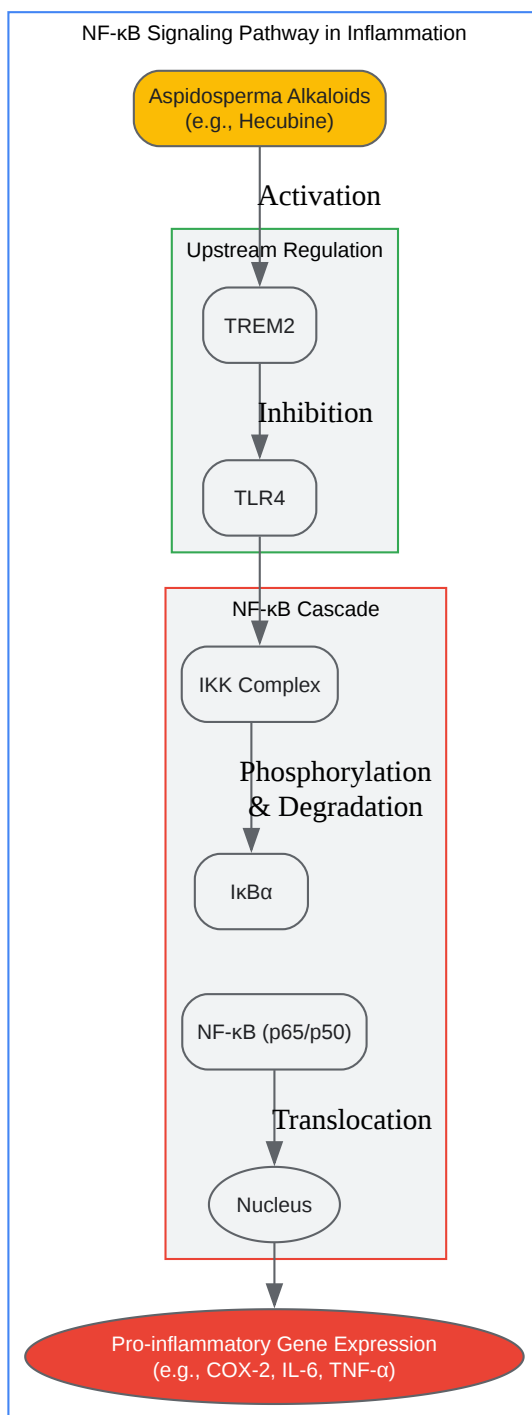 NF-κB Signaling Pathway in Inflammation
Aspidosperma Alkaloids
(e.g., Hecubine)
Activation
Upstream Regulation
TREM2
Inhibition
TLR4
NF-κB Cascade
IKK Complex
Phosphorylation
& Degradation
IκBα
NF-κB (p65/p50)
Translocation
Nucleus
Pro-inflammatory Gene Expression
(e.g., COX-2, IL-6, TNF-α)